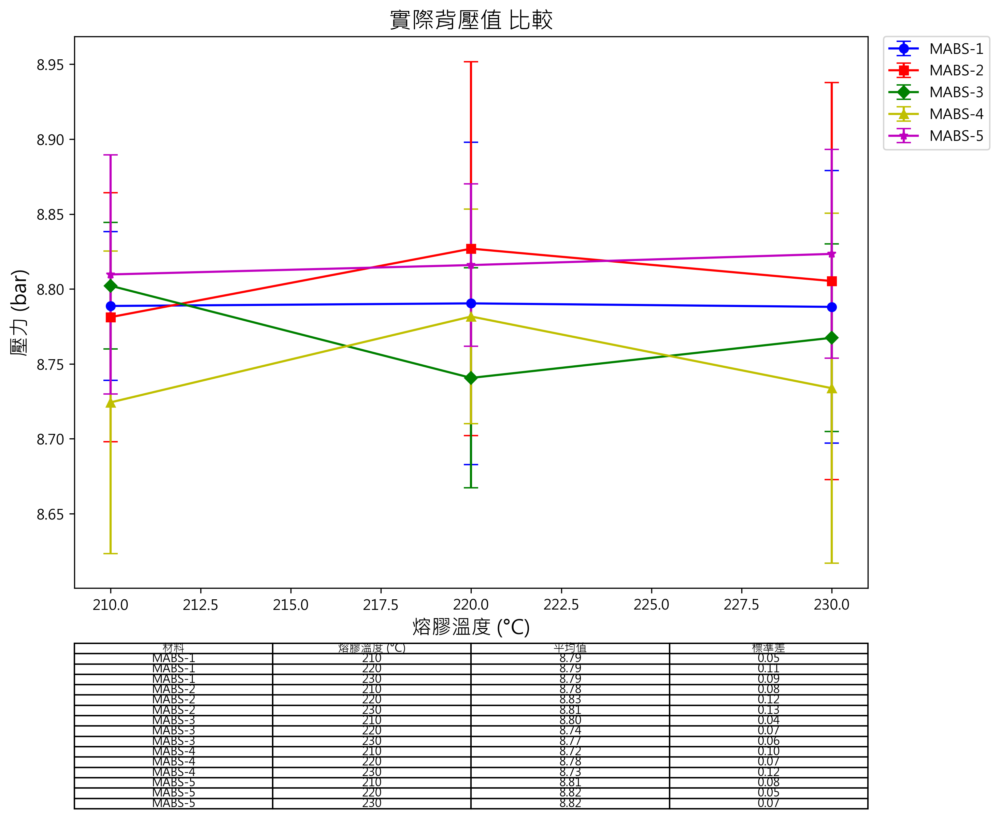 實際背壓值 比較
MABS-1
MABS-2
MABS-3
MABS-4
MABS-5
8.95
8.90
8.85
8.80
8.75
8.70
8.65
壓力 (bar)
210.0 212.5 215.0 217.5 220.0 222.5 225.0 227.5 230.0
熔膠溫度 (°C)
材料 熔膠溫度 (°C) 平均值 標準差
MABS-1 210 8.79 0.05
MABS-1 220 8.79 0.11
MABS-1 230 8.79 0.09
MABS-2 210 8.78 0.08
MABS-2 220 8.83 0.12
MABS-2 230 8.81 0.13
MABS-3 210 8.80 0.04
MABS-3 220 8.74 0.07
MABS-3 230 8.77 0.06
MABS-4 210 8.72 0.10
MABS-4 220 8.78 0.07
MABS-4 230 8.73 0.12
MABS-5 210 8.81 0.08
MABS-5 220 8.82 0.05
MABS-5 230 8.82 0.07